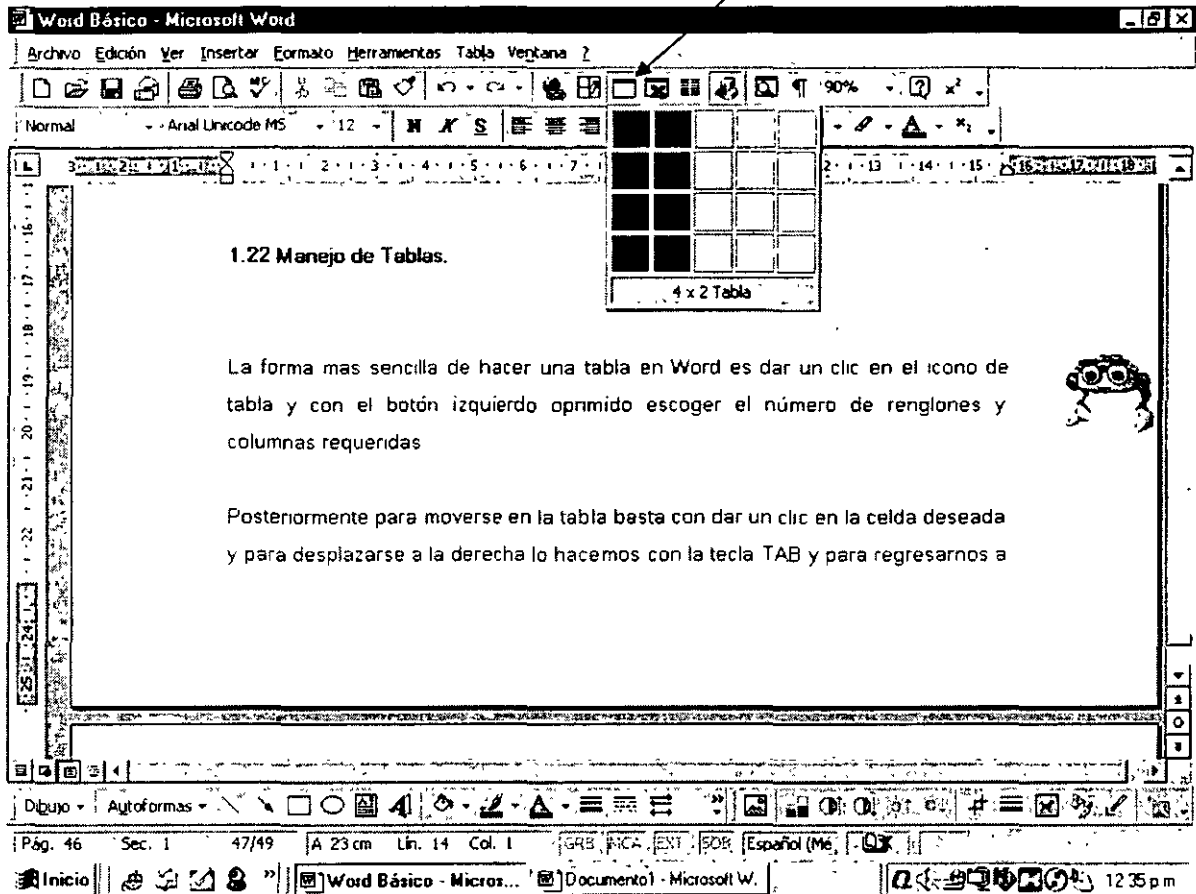 Word Básico - Microsoft Word
Archivo Edición Ver Insertar Formato Herramientas Tabla Ventana ?
90%
Normal Arial Unicode MS 12 N K S
4 x 2 Tabla
1.22 Manejo de Tablas.
La forma mas sencilla de hacer una tabla en Word es dar un clic en el icono de
tabla y con el botón izquierdo oprimido escoger el número de renglones y
columnas requeridas
Posteriormente para moverse en la tabla basta con dar un clic en la celda deseada
y para desplazarse a la derecha lo hacemos con la tecla TAB y para regresarnos a
Dibujo Autoformas
Pág. 46 Sec. 1 47/49 A 23 cm Lín. 14 Col. 1 GRB MCA EXT SOB Español (Mé
Inicio Word Básico - Micros... Documento1 - Microsoft W. 12 35 p m